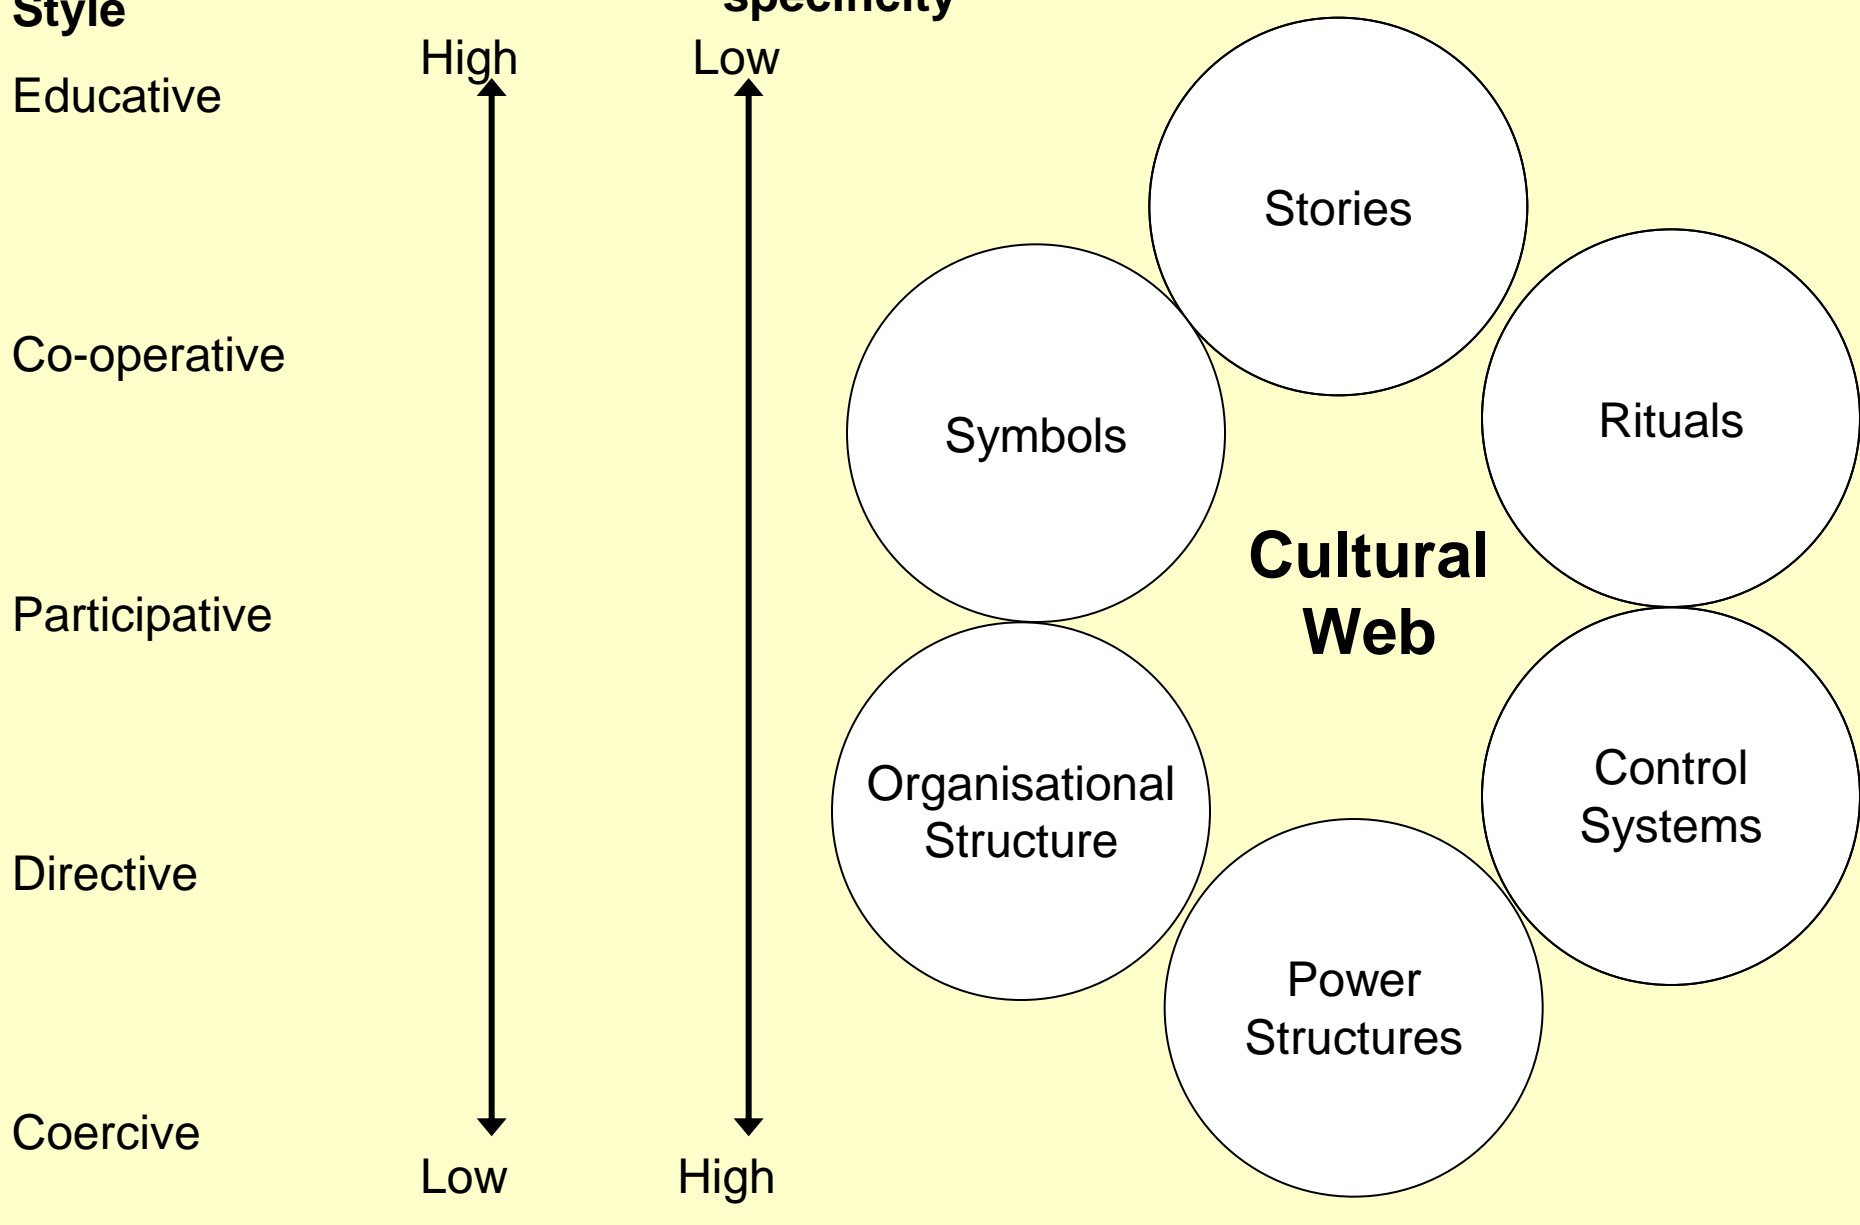 Style
specificity
High
Low
Educative
Co-operative
Participative
Directive
Coercive
Low
High
Stories
Symbols
Rituals
Cultural
Web
Organisational
Structure
Control
Systems
Power
Structures